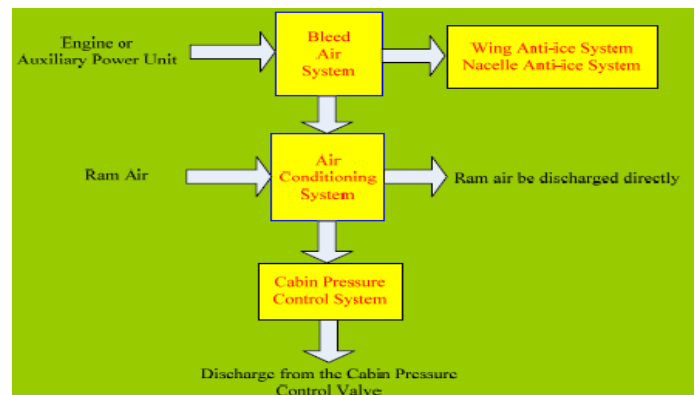 Engine or
Auxiliary Power Unit
Bleed
Air
System
Wing Anti-ice System
Nacelle Anti-ice System
Ram Air
Air
Conditioning
System
Ram air be discharged directly
Cabin Pressure
Control System
Discharge from the Cabin Pressure
Control Valve